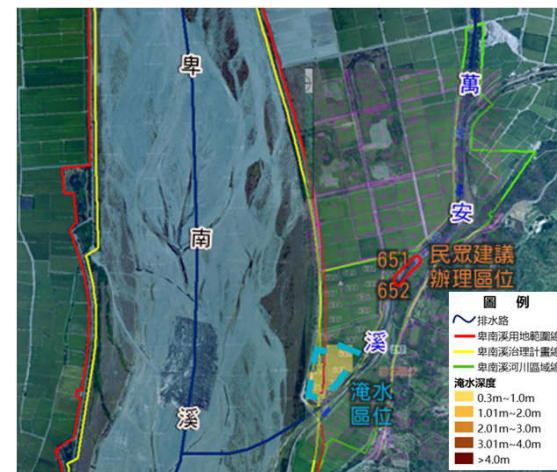 卑
南
溪
萬
安
溪
651
652
民眾建議
辦理區位
淹水
區位
圖 例
排水路
卑南溪用地範圍線
卑南溪治理計畫線
卑南溪河川區域線
淹水深度
0.3m~1.0m
1.01m~2.0m
2.01m~3.0m
3.01m~4.0m
>4.0m